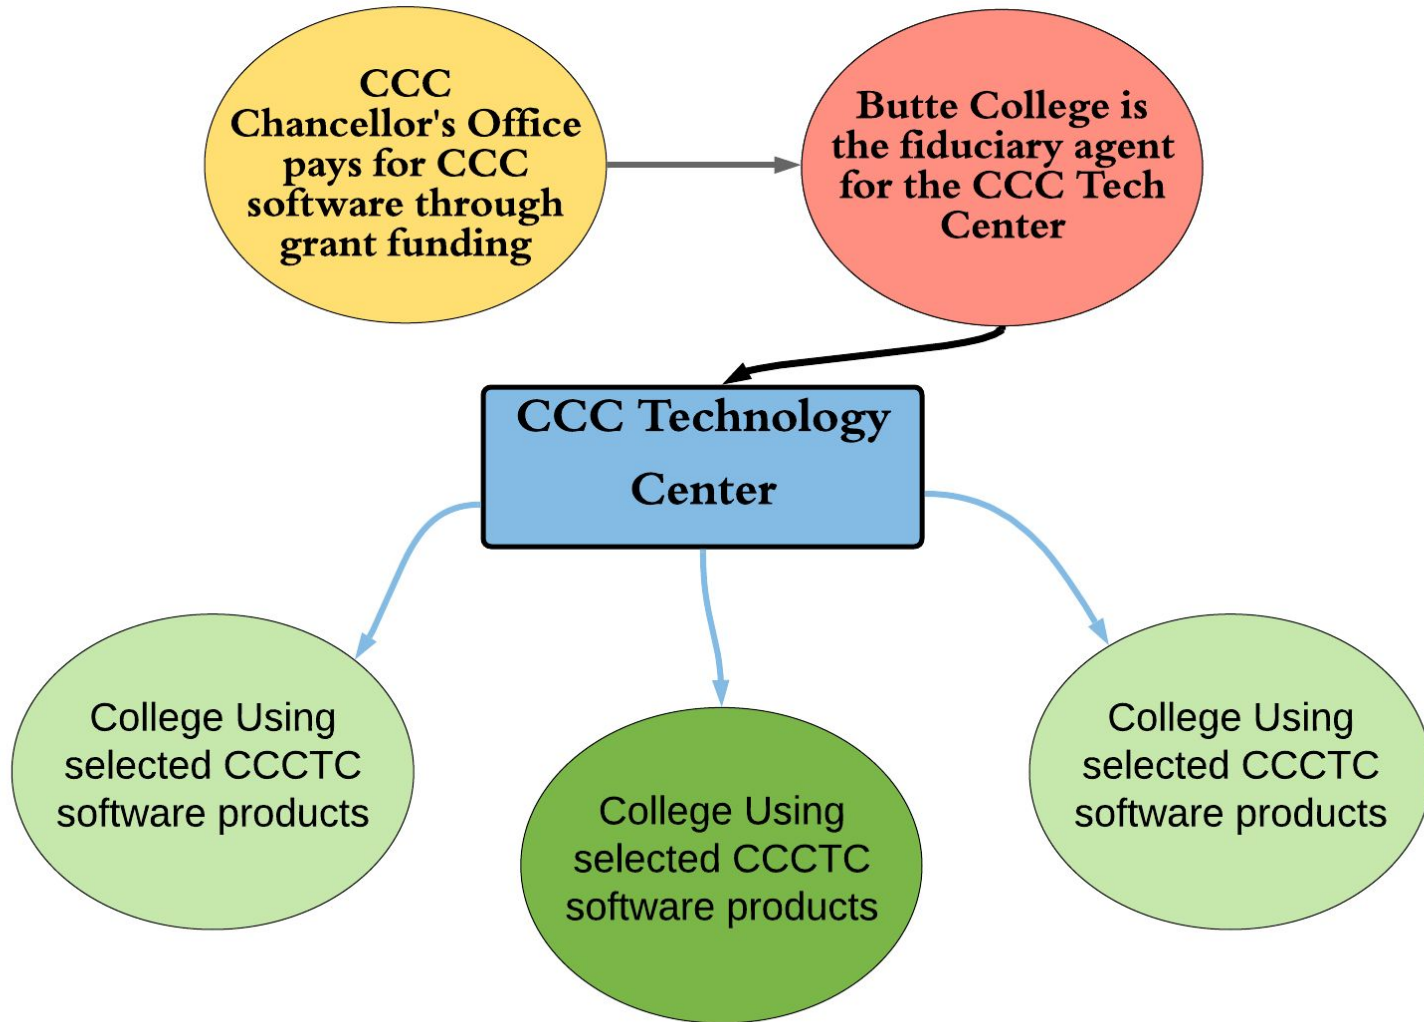 CCC
Chancellor's Office
pays for CCC
software through
grant funding
Butte College is
the fiduciary agent
for the CCC Tech
Center
CCC Technology
Center
College Using
selected CCCTC
software products
College Using
selected CCCTC
software products
College Using
selected CCCTC
software products